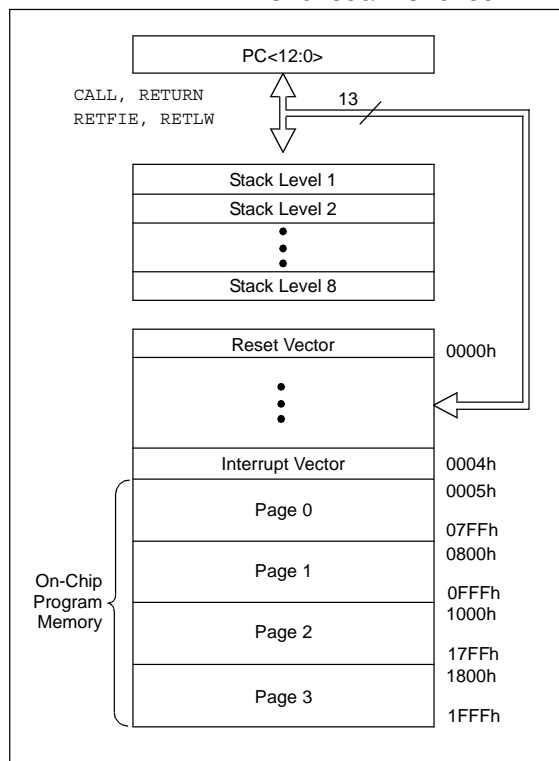 PC<12:0>
CALL, RETURN
RETFIE, RETLW
13
Stack Level 1
Stack Level 2
Stack Level 8
Reset Vector
0000h
Interrupt Vector
0004h
0005h
Page 0
07FFh
0800h
Page 1
0FFFh
On-Chip
Program
Memory
1000h
Page 2
17FFh
1800h
Page 3
1FFFh